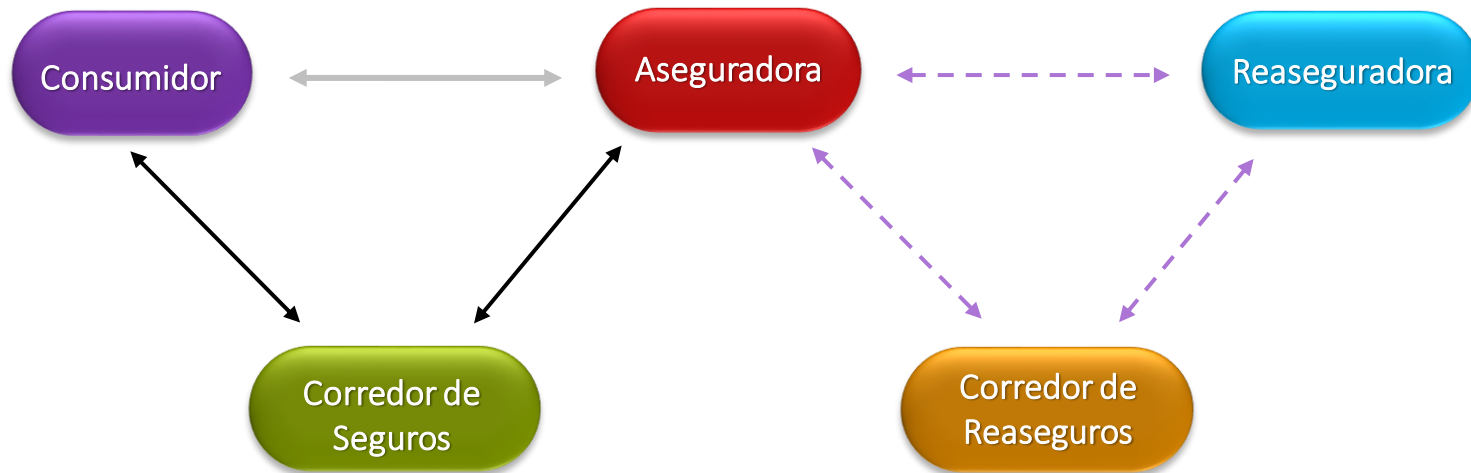 Consumidor
Aseguradora
Reaseguradora
Corredor de
Seguros
Corredor de
Reaseguros